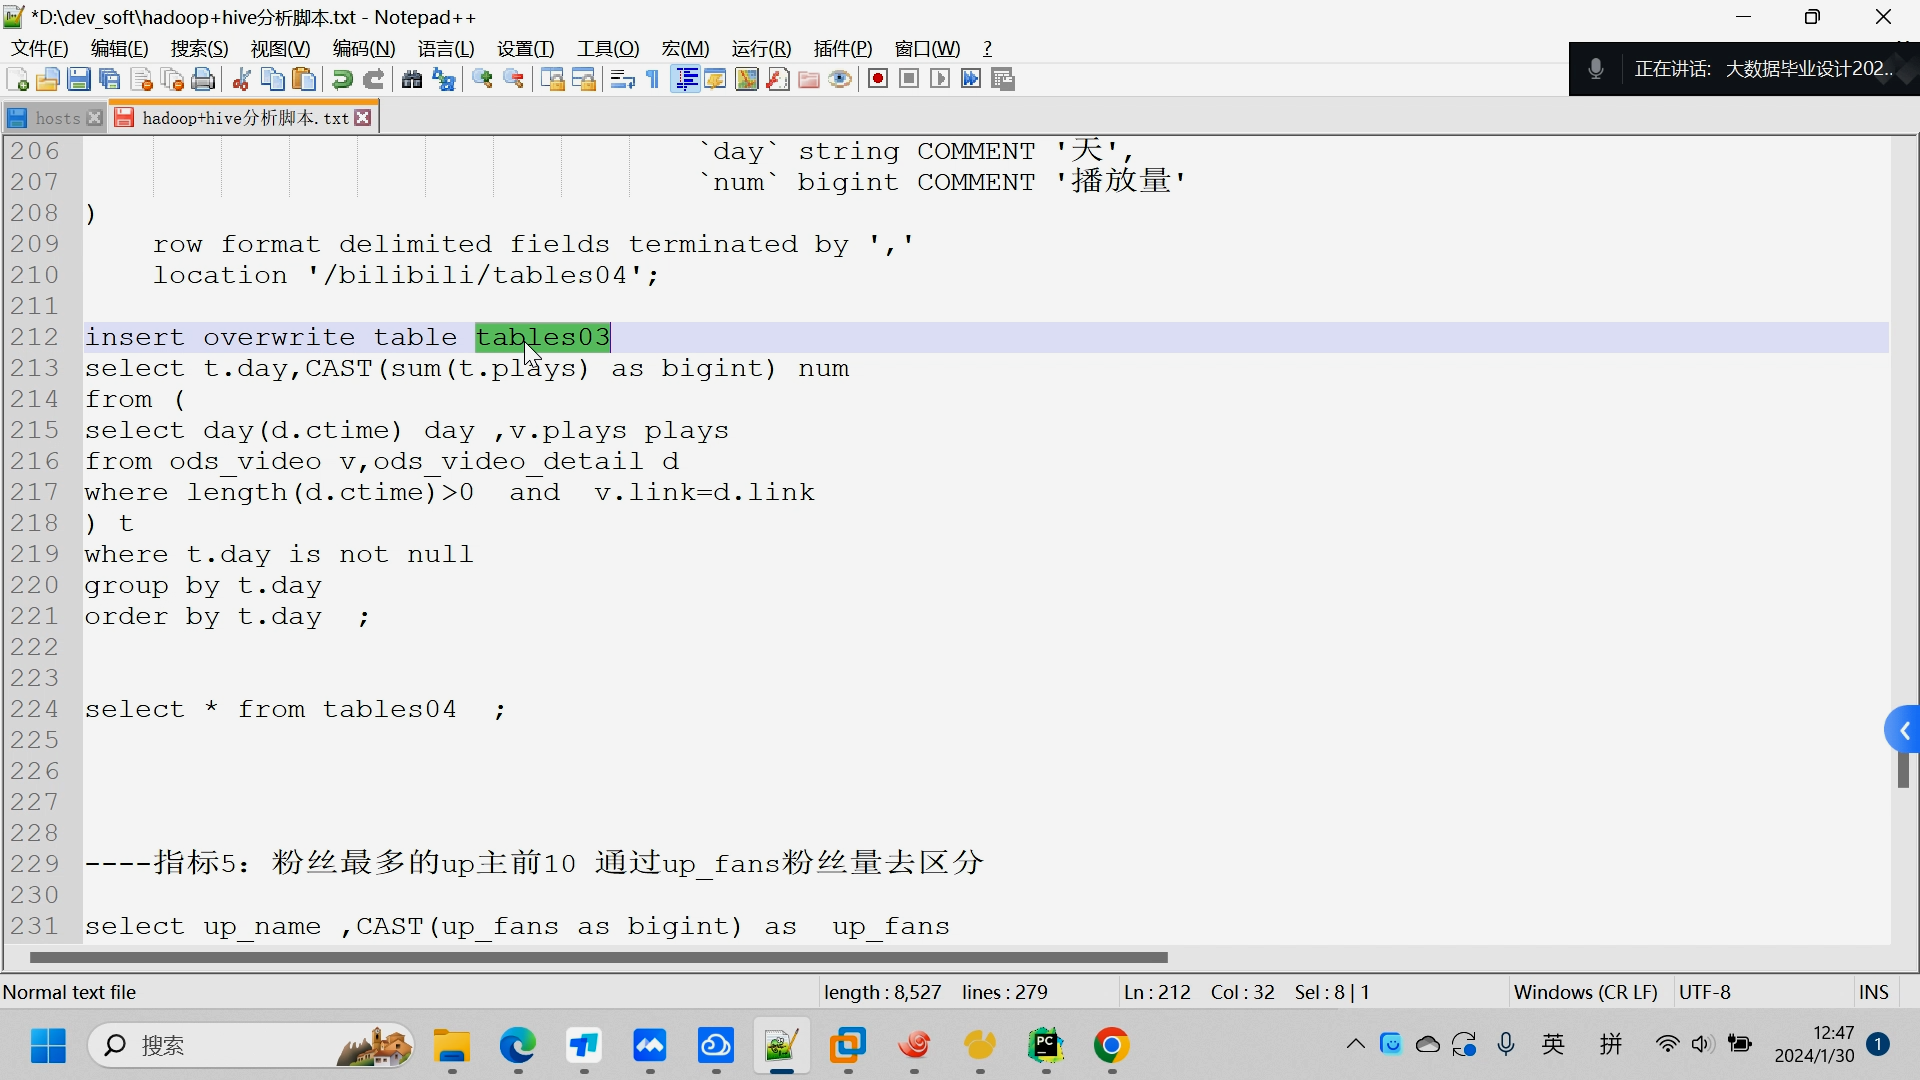 *D:\dev_soft\hadoop+hive分析脚本.txt - Notepad++
文件(F) 编辑(E) 搜索(S) 视图(V) 编码(N) 语言(L) 设置(T) 工具(O) 宏(M) 运行(R) 插件(P) 窗口(W) ?
正在讲话: 大数据毕业设计202...
hosts hadoop+hive分析脚本.txt
206 `day` string COMMENT '天',
207 `num` bigint COMMENT '播放量'
208 )
209 row format delimited fields terminated by ','
210 location '/bilibili/tables04';
211
212 insert overwrite table tables03
213 select t.day,CAST(sum(t.plays) as bigint) num
214 from (
215 select day(d.ctime) day ,v.plays plays
216 from ods_video v,ods_video_detail d
217 where length(d.ctime)>0 and v.link=d.link
218 ) t
219 where t.day is not null
220 group by t.day
221 order by t.day ;
222
223
224 select * from tables04 ;
225
226
227
228
229 ----指标5: 粉丝最多的up主前10 通过up_fans粉丝量去区分
230
231 select up_name ,CAST(up_fans as bigint) as up_fans
Normal text file length : 8,527 lines : 279 Ln : 212 Col : 32 Sel : 8 | 1 Windows (CR LF) UTF-8 INS
搜索 PC 英 拼 12:47 1
2024/1/30